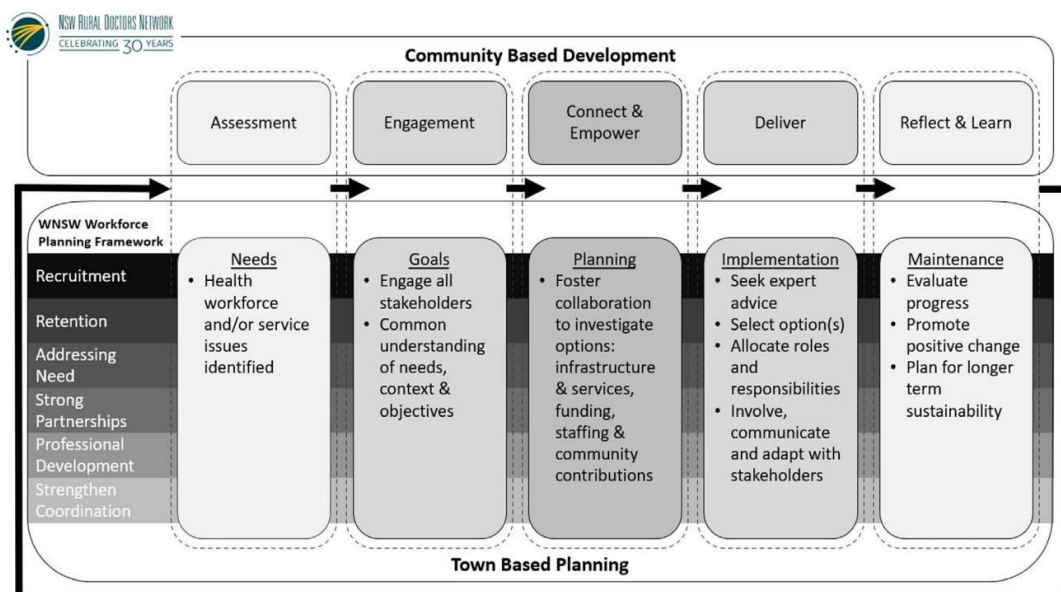 NSW RURAL DOCTORS NETWORK
CELEBRATING 30 YEARS
Community Based Development
Assessment
Engagement
Connect &
Empower
Deliver
Reflect & Learn
WNSW Workforce
Planning Framework
Recruitment
Retention
Addressing
Need
Strong
Partnerships
Professional
Development
Strengthen
Coordination
Needs
• Health
workforce
and/or service
issues
identified
Goals
• Engage all
stakeholders
• Common
understanding
of needs,
context &
objectives
Planning
• Foster
collaboration
to investigate
options:
infrastructure
& services,
funding,
staffing &
community
contributions
Implementation
• Seek expert
advice
• Select option(s)
• Allocate roles
and
responsibilities
• Involve,
communicate
and adapt with
stakeholders
Maintenance
• Evaluate
progress
• Promote
positive change
• Plan for longer
term
sustainability
Town Based Planning